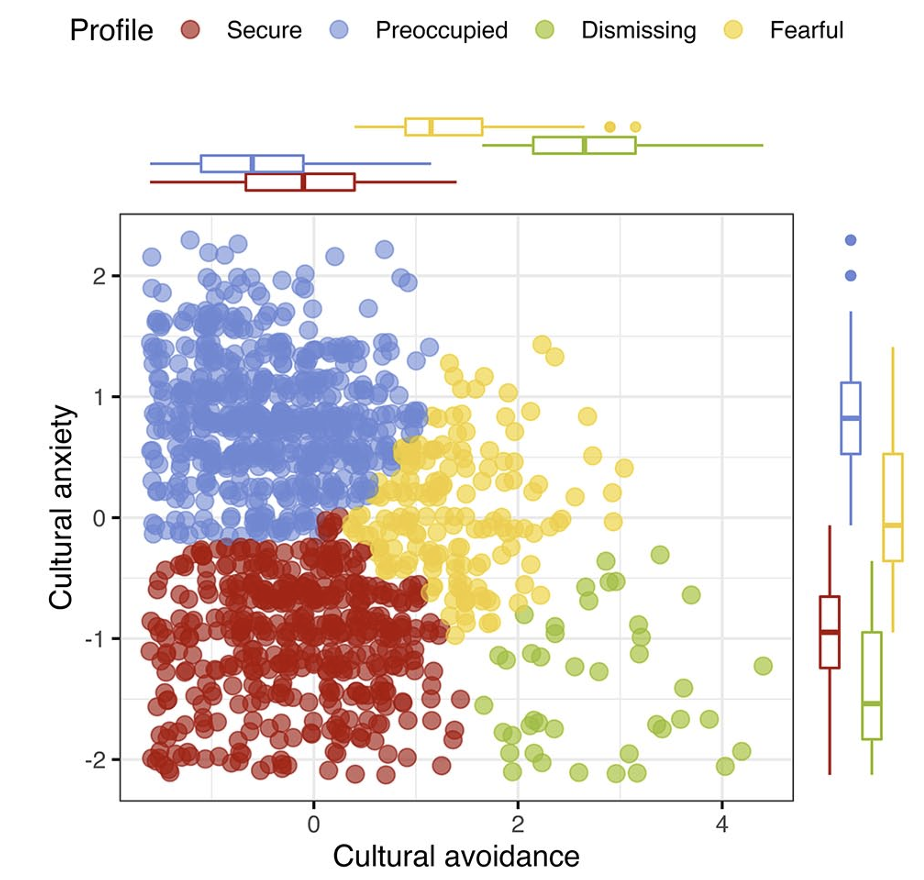 Profile Secure Preoccupied Dismissing Fearful
2
1
0
-1
-2
Cultural anxiety
0 2 4
Cultural avoidance